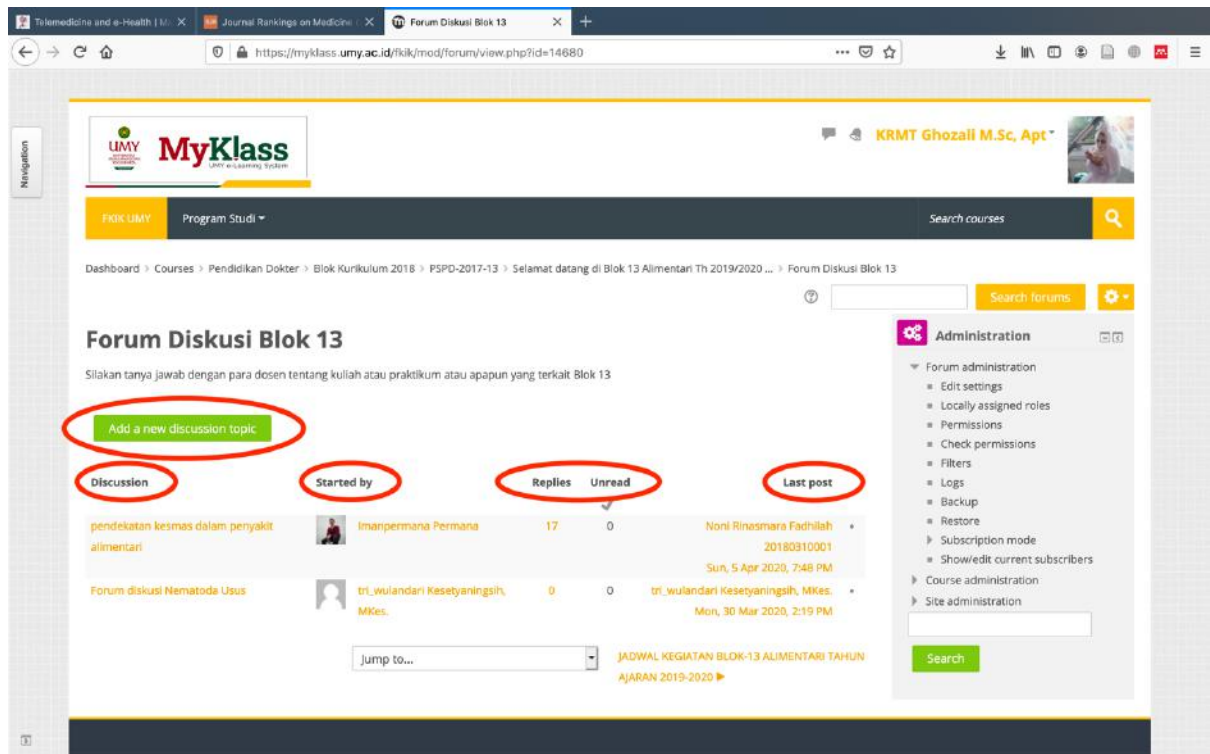 Telemedicine and e-Health | M
Journal Rankings on Medicine
Forum Diskusi Blok 13
https://myklass.umy.ac.id/fkik/mod/forum/view.php?id=14680
Navigation
UMY
MyKlass
UMY e-Learning System
KRMT Ghozali M.Sc, Apt
FKIK UMY Program Studi
Search courses
Dashboard > Courses > Pendidikan Dokter > Blok Kurikulum 2018 > PSPD-2017-13 > Selamat datang di Blok 13 Alimentari Th 2019/2020 ... > Forum Diskusi Blok 13
Search forums
Forum Diskusi Blok 13
Silakan tanya jawab dengan para dosen tentang kuliah atau praktikum atau apapun yang terkait Blok 13
Add a new discussion topic
Discussion Started by Replies Unread Last post
pendekatan kesmas dalam penyakit
alimentari
Imanpermana Permana
17
0
Noni Rinasmara Fadhilah
20180310001
Sun, 5 Apr 2020, 7:48 PM
Forum diskusi Nematoda Usus
tri_wulandari Kesetyaningsih,
MKes.
0
0
tri_wulandari Kesetyaningsih, MKes.
Mon, 30 Mar 2020, 2:19 PM
Jump to...
JADWAL KEGIATAN BLOK-13 ALIMENTARI TAHUN
AJARAN 2019-2020 ▶
Administration
Forum administration
Edit settings
Locally assigned roles
Permissions
Check permissions
Filters
Logs
Backup
Restore
Subscription mode
Show/edit current subscribers
Course administration
Site administration
Search